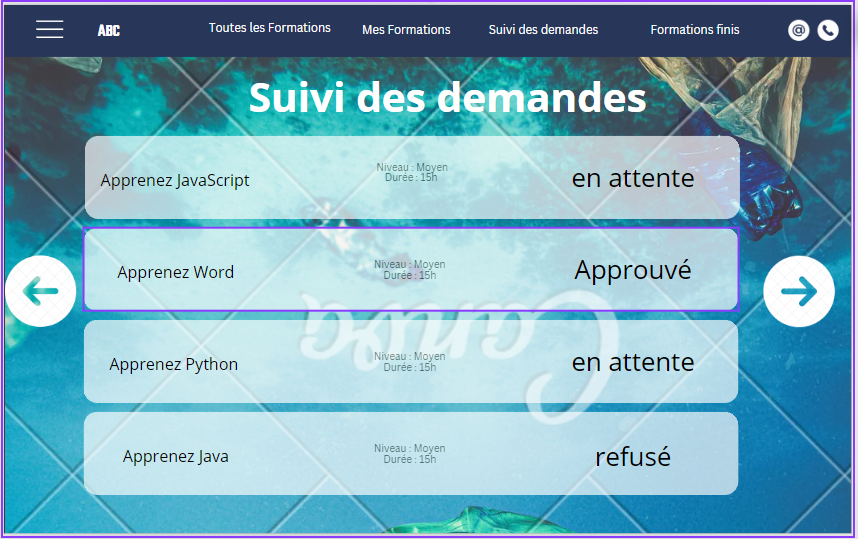 ABC
Toutes les Formations
Mes Formations
Suivi des demandes
Formations finis
Suivi des demandes
Apprenez JavaScript
Niveau : Moyen
Durée : 15h
en attente
Apprenez Word
Niveau : Moyen
Durée : 15h
Approuvé
Apprenez Python
Niveau : Moyen
Durée : 15h
en attente
Apprenez Java
Niveau : Moyen
Durée : 15h
refusé
Canva